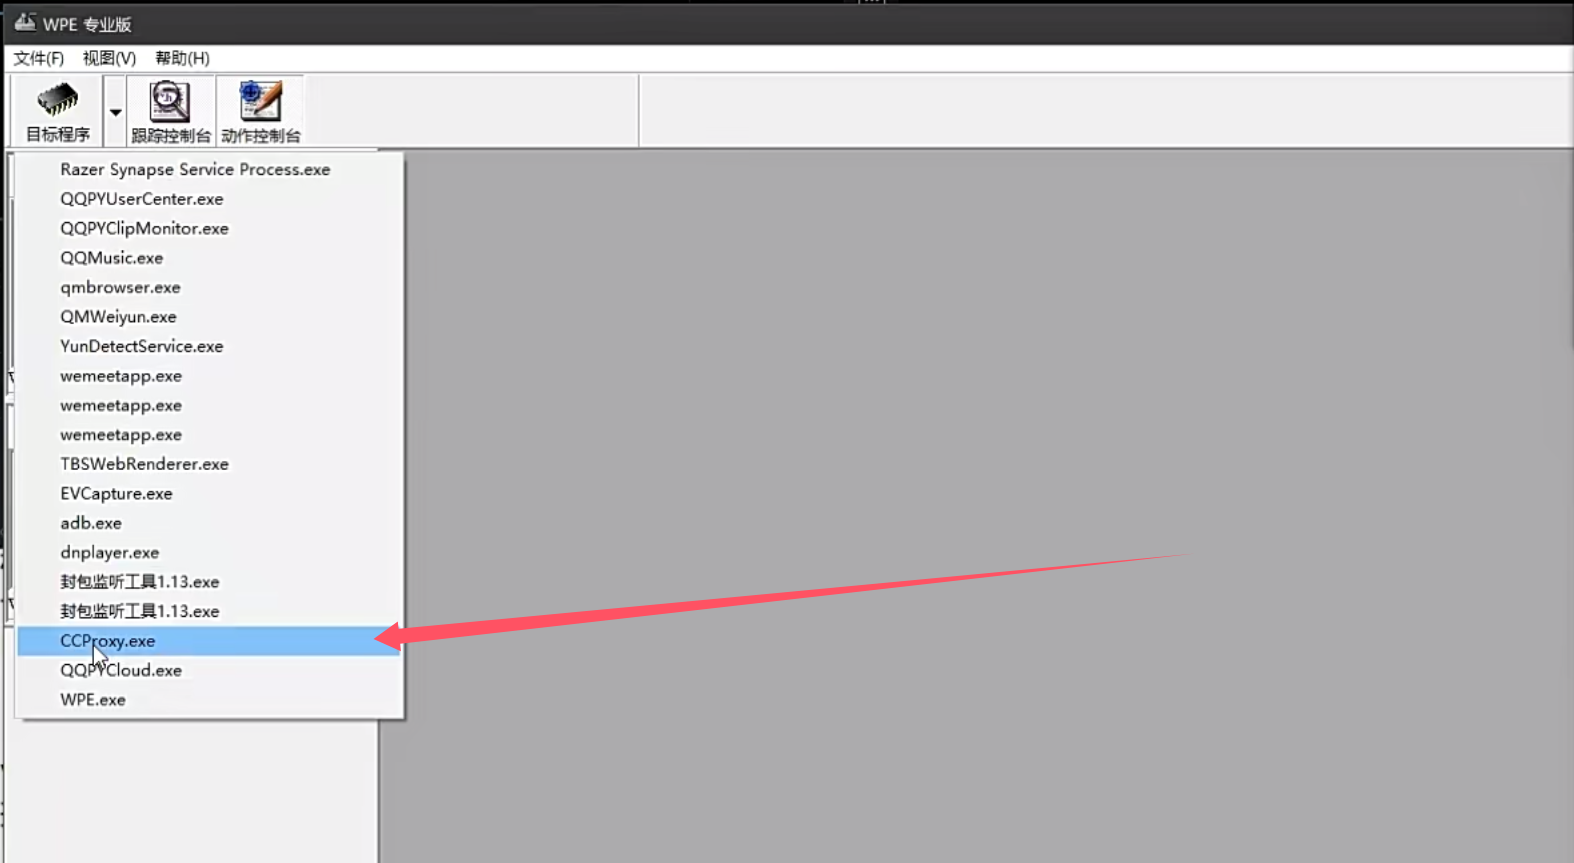 WPE 专业版
文件(F) 视图(V) 帮助(H)
目标程序 跟踪控制台 动作控制台
Razer Synapse Service Process.exe
QQPYUserCenter.exe
QQPYClipMonitor.exe
QQMusic.exe
qmbrowser.exe
QMWeiyun.exe
YunDetectService.exe
wemeetapp.exe
wemeetapp.exe
wemeetapp.exe
TBSWebRenderer.exe
EVCapture.exe
adb.exe
dnplayer.exe
封包监听工具1.13.exe
封包监听工具1.13.exe
CCProxy.exe
QQPYCloud.exe
WPE.exe